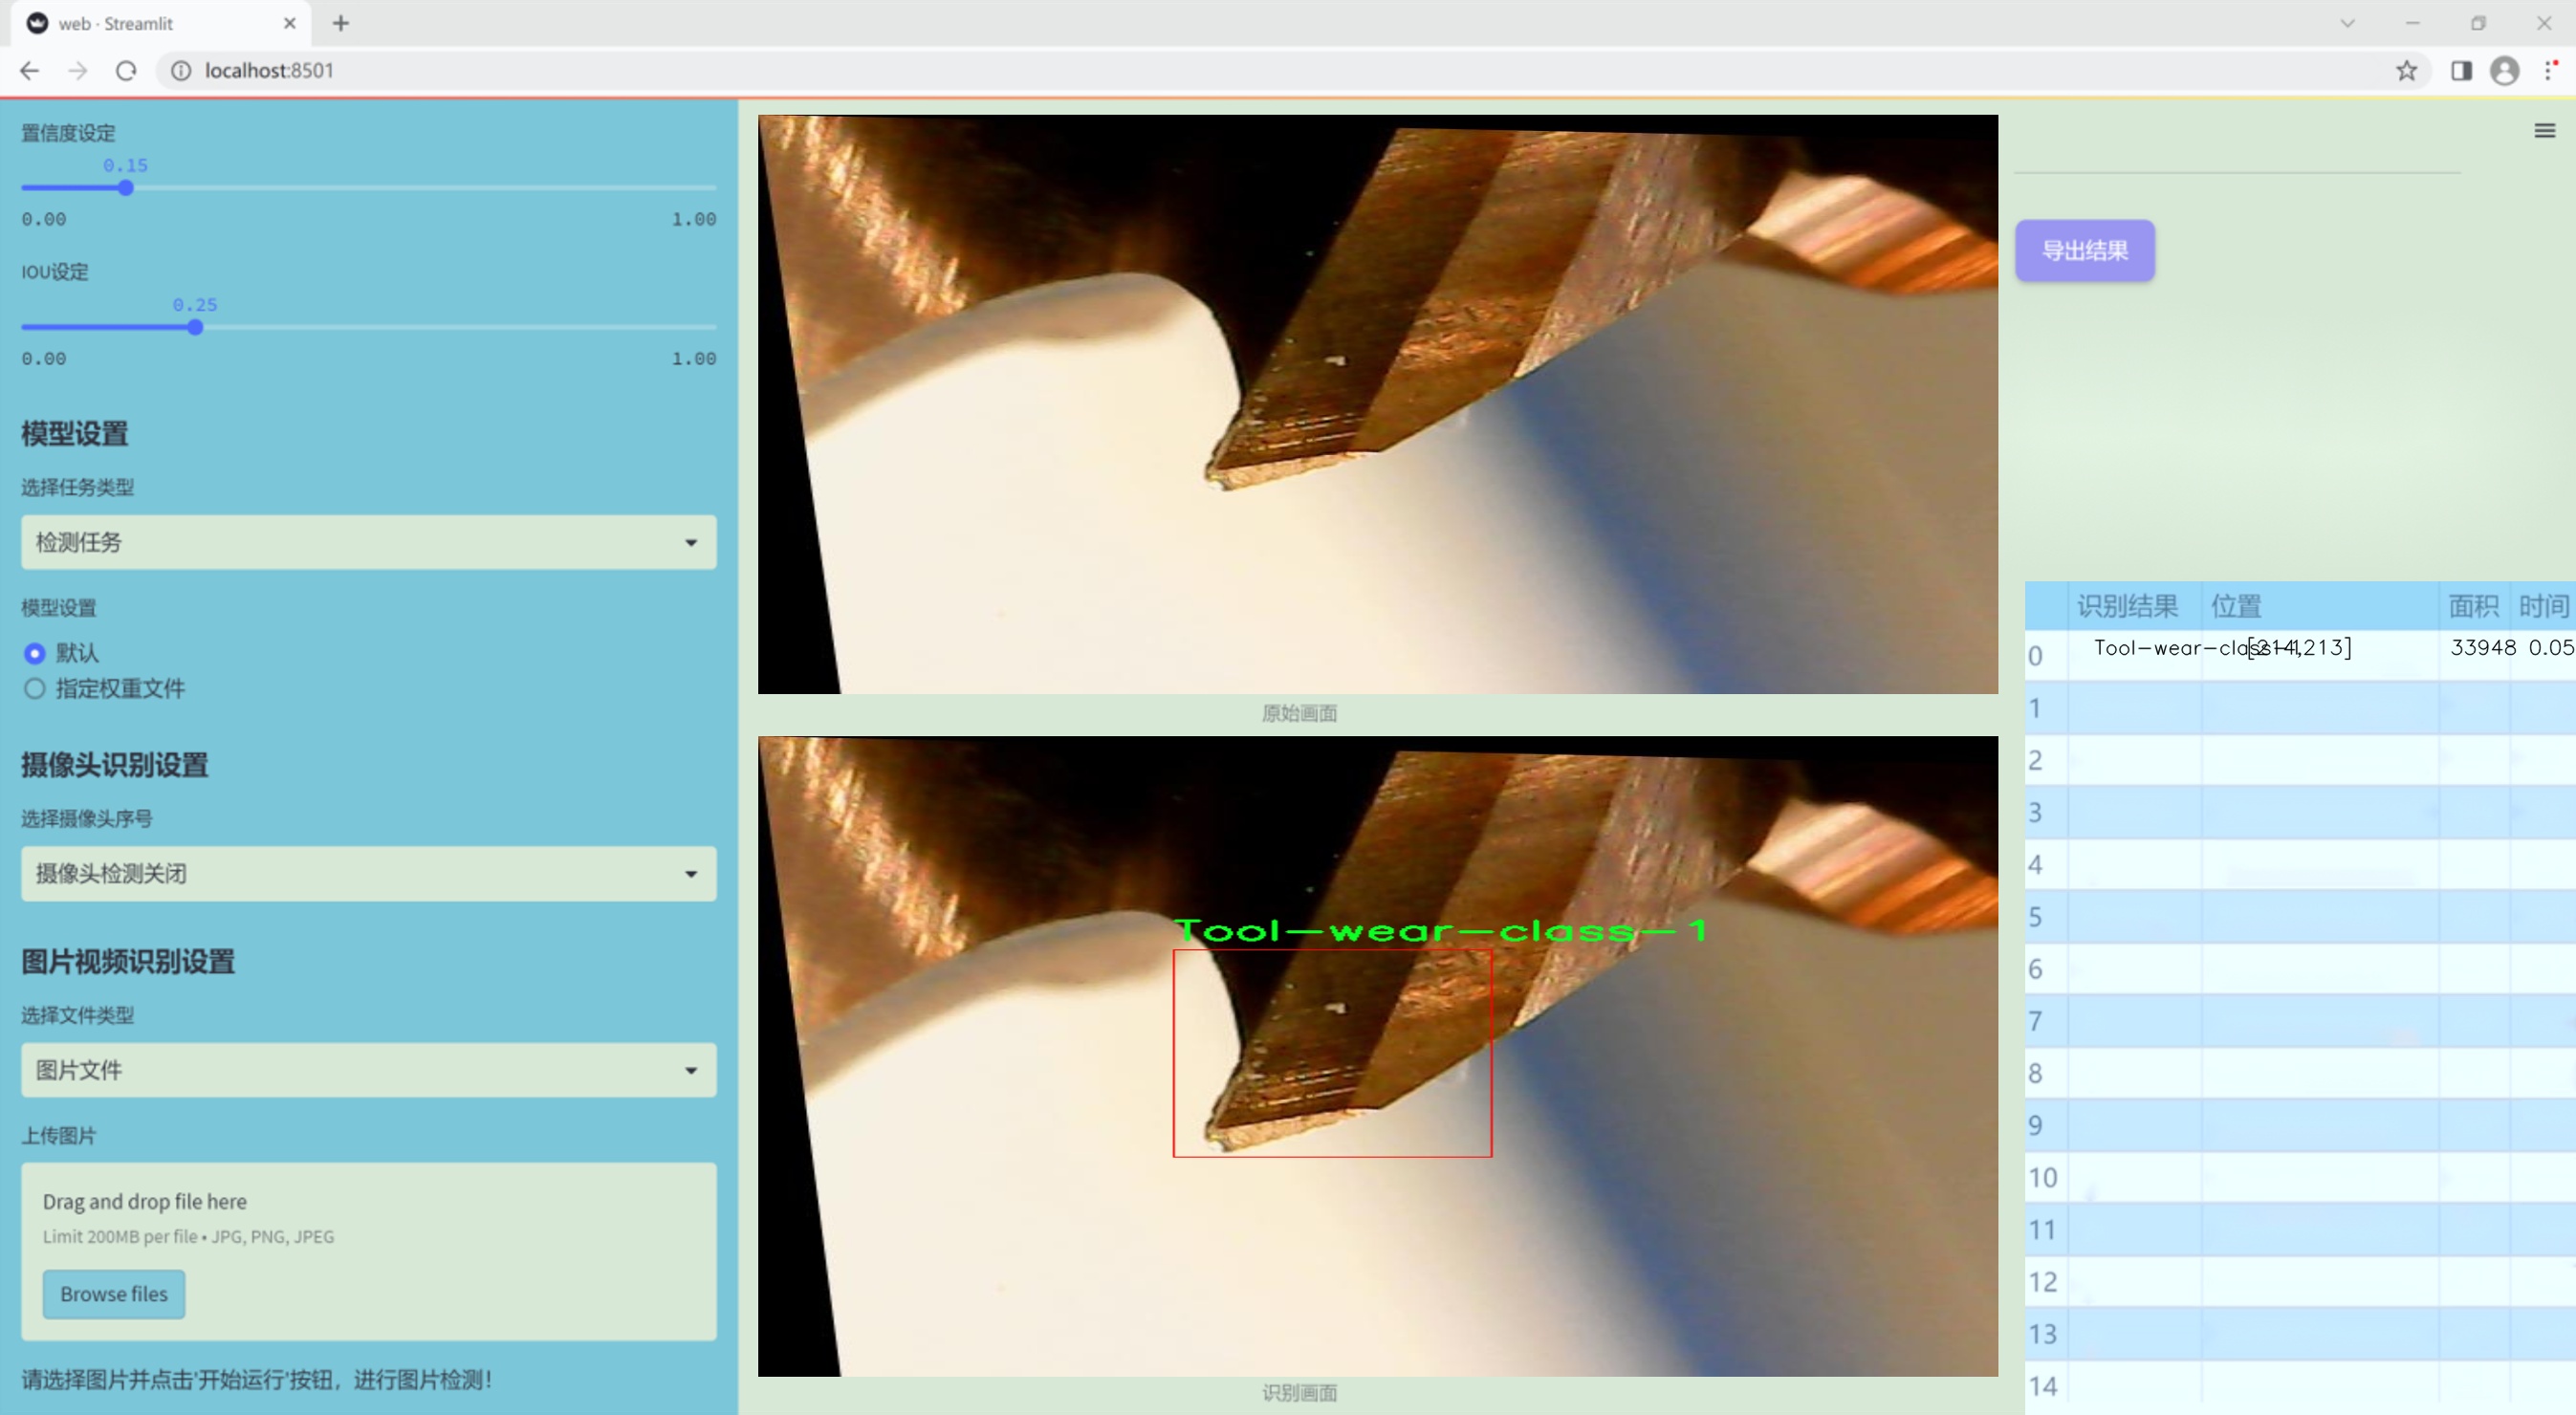 web · Streamlit
localhost:8501
置信度设定
0.15
0.00 1.00
IOU设定
0.25
0.00 1.00
模型设置
选择任务类型
检测任务
模型设置
默认
指定权重文件
摄像头识别设置
选择摄像头序号
摄像头检测关闭
图片视频识别设置
选择文件类型
图片文件
上传图片
Drag and drop file here
Limit 200MB per file • JPG, PNG, JPEG
Browse files
请选择图片并点击'开始运行'按钮，进行图片检测！
原始画面
Tool-wear-class-1
识别画面
导出结果
识别结果 位置 面积 时间
0 Tool-wear-class-1 [214,213] 33948 0.05
1
2
3
4
5
6
7
8
9
10
11
12
13
14